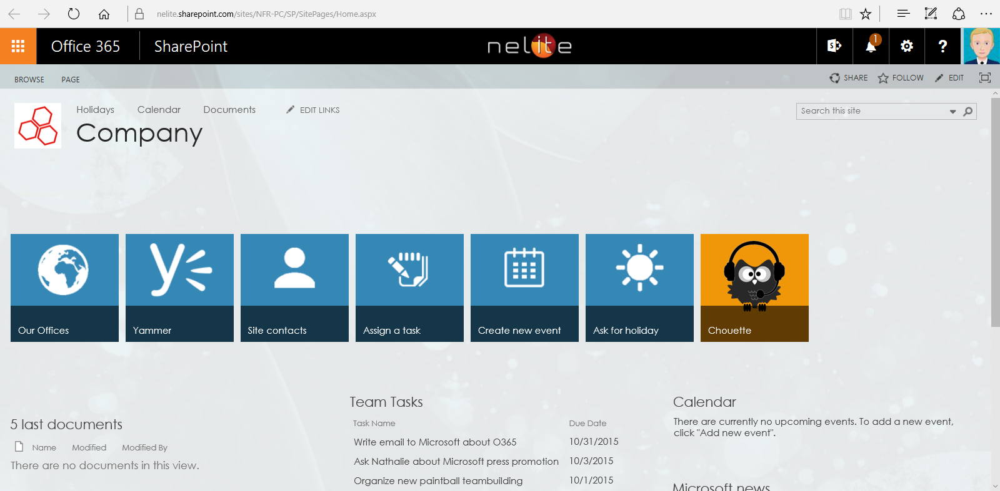 nelite.sharepoint.com/sites/NFR-PC/SP/SitePages/Home.aspx
Office 365
SharePoint
nelite
1
?
BROWSE
PAGE
SHARE
FOLLOW
EDIT
Holidays
Calendar
Documents
EDIT LINKS
Search this site
Company
Our Offices
Yammer
Site contacts
Assign a task
Create new event
Ask for holiday
Chouette
5 last documents
Name
Modified
Modified By
There are no documents in this view.
Team Tasks
Task Name
Due Date
Write email to Microsoft about O365
10/31/2015
Ask Nathalie about Microsoft press promotion
10/3/2015
Organize new paintball teambuilding
10/1/2015
Calendar
There are currently no upcoming events. To add a new event,
click "Add new event".
Microsoft news